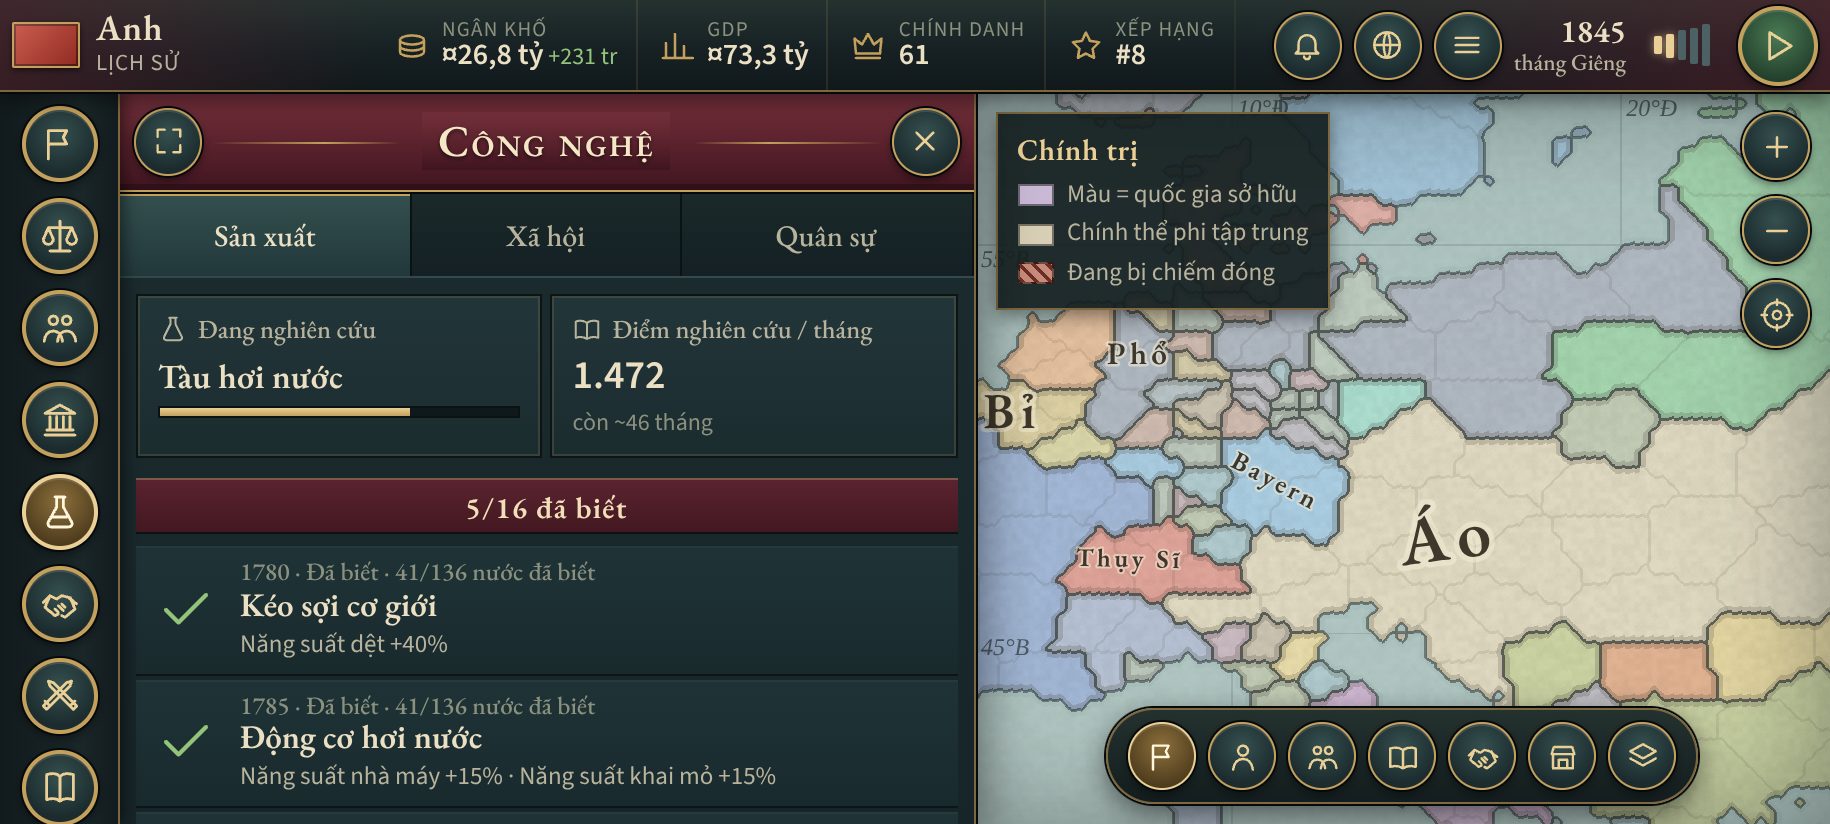 Anh
LỊCH SỬ
NGÂN KHỐ
¤26,8 tỷ +231 tr
GDP
¤73,3 tỷ
CHÍNH DANH
61
XẾP HẠNG
#8
1845
tháng Giêng
Công nghệ
Sản xuất
Xã hội
Quân sự
Đang nghiên cứu
Tàu hơi nước
Điểm nghiên cứu / tháng
1.472
còn ~46 tháng
5/16 đã biết
1780 · Đã biết · 41/136 nước đã biết
Kéo sợi cơ giới
Năng suất dệt +40%
1785 · Đã biết · 41/136 nước đã biết
Động cơ hơi nước
Năng suất nhà máy +15% · Năng suất khai mỏ +15%
10°Đ
20°Đ
Chính trị
Màu = quốc gia sở hữu
Chính thể phi tập trung
Đang bị chiếm đóng
55°B
Phổ
Bỉ
Bayern
Áo
Thụy Sĩ
45°B